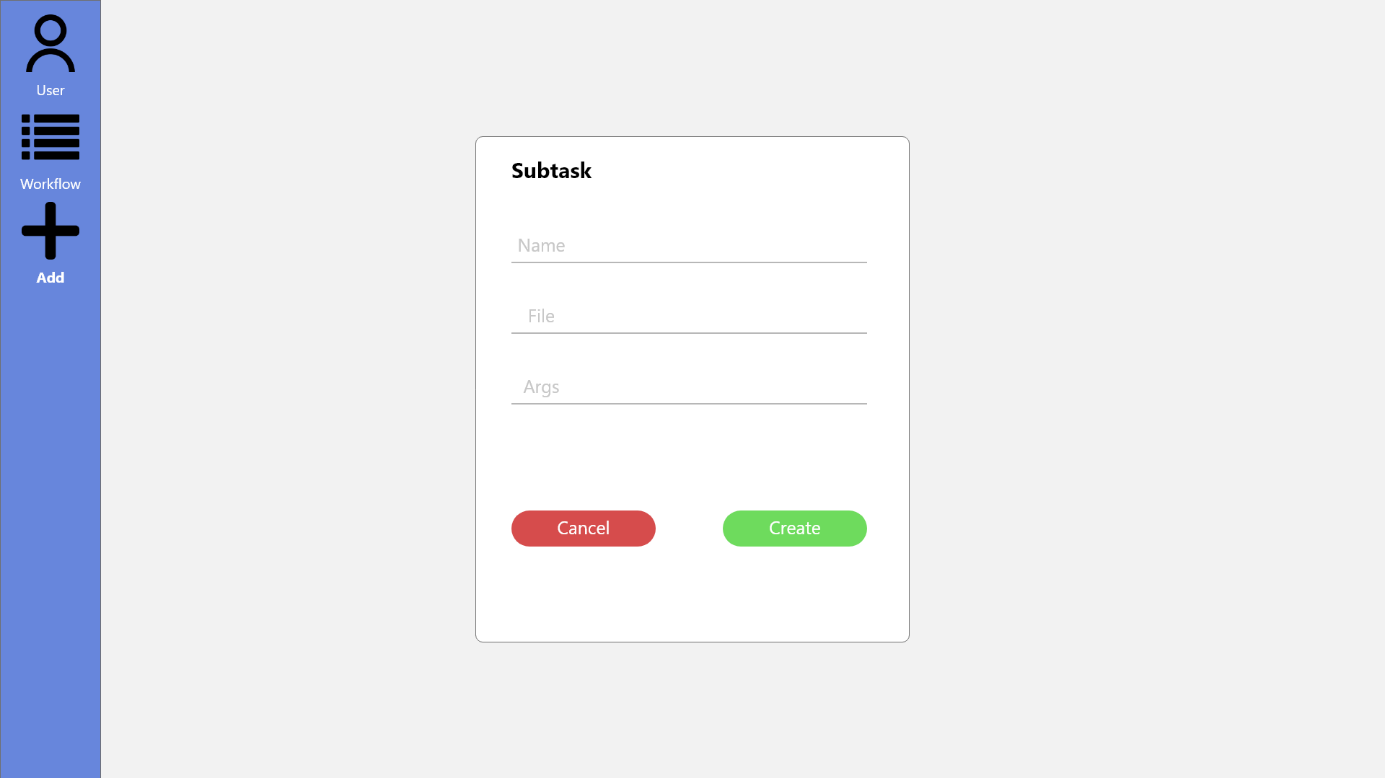 User
Workflow
Add
Subtask
Name
File
Args
Cancel
Create